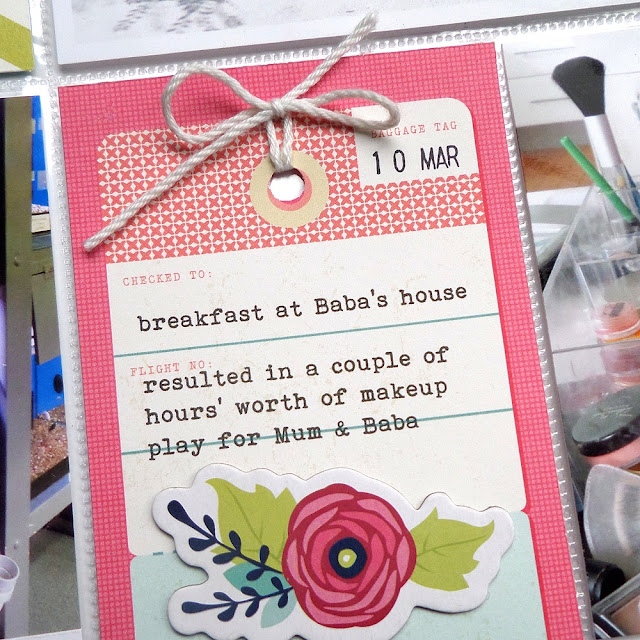 BAGGAGE TAG
10 MAR
CHECKED TO:
breakfast at Baba's house
FLIGHT NO:
resulted in a couple of
hours' worth of makeup
play for Mum & Baba